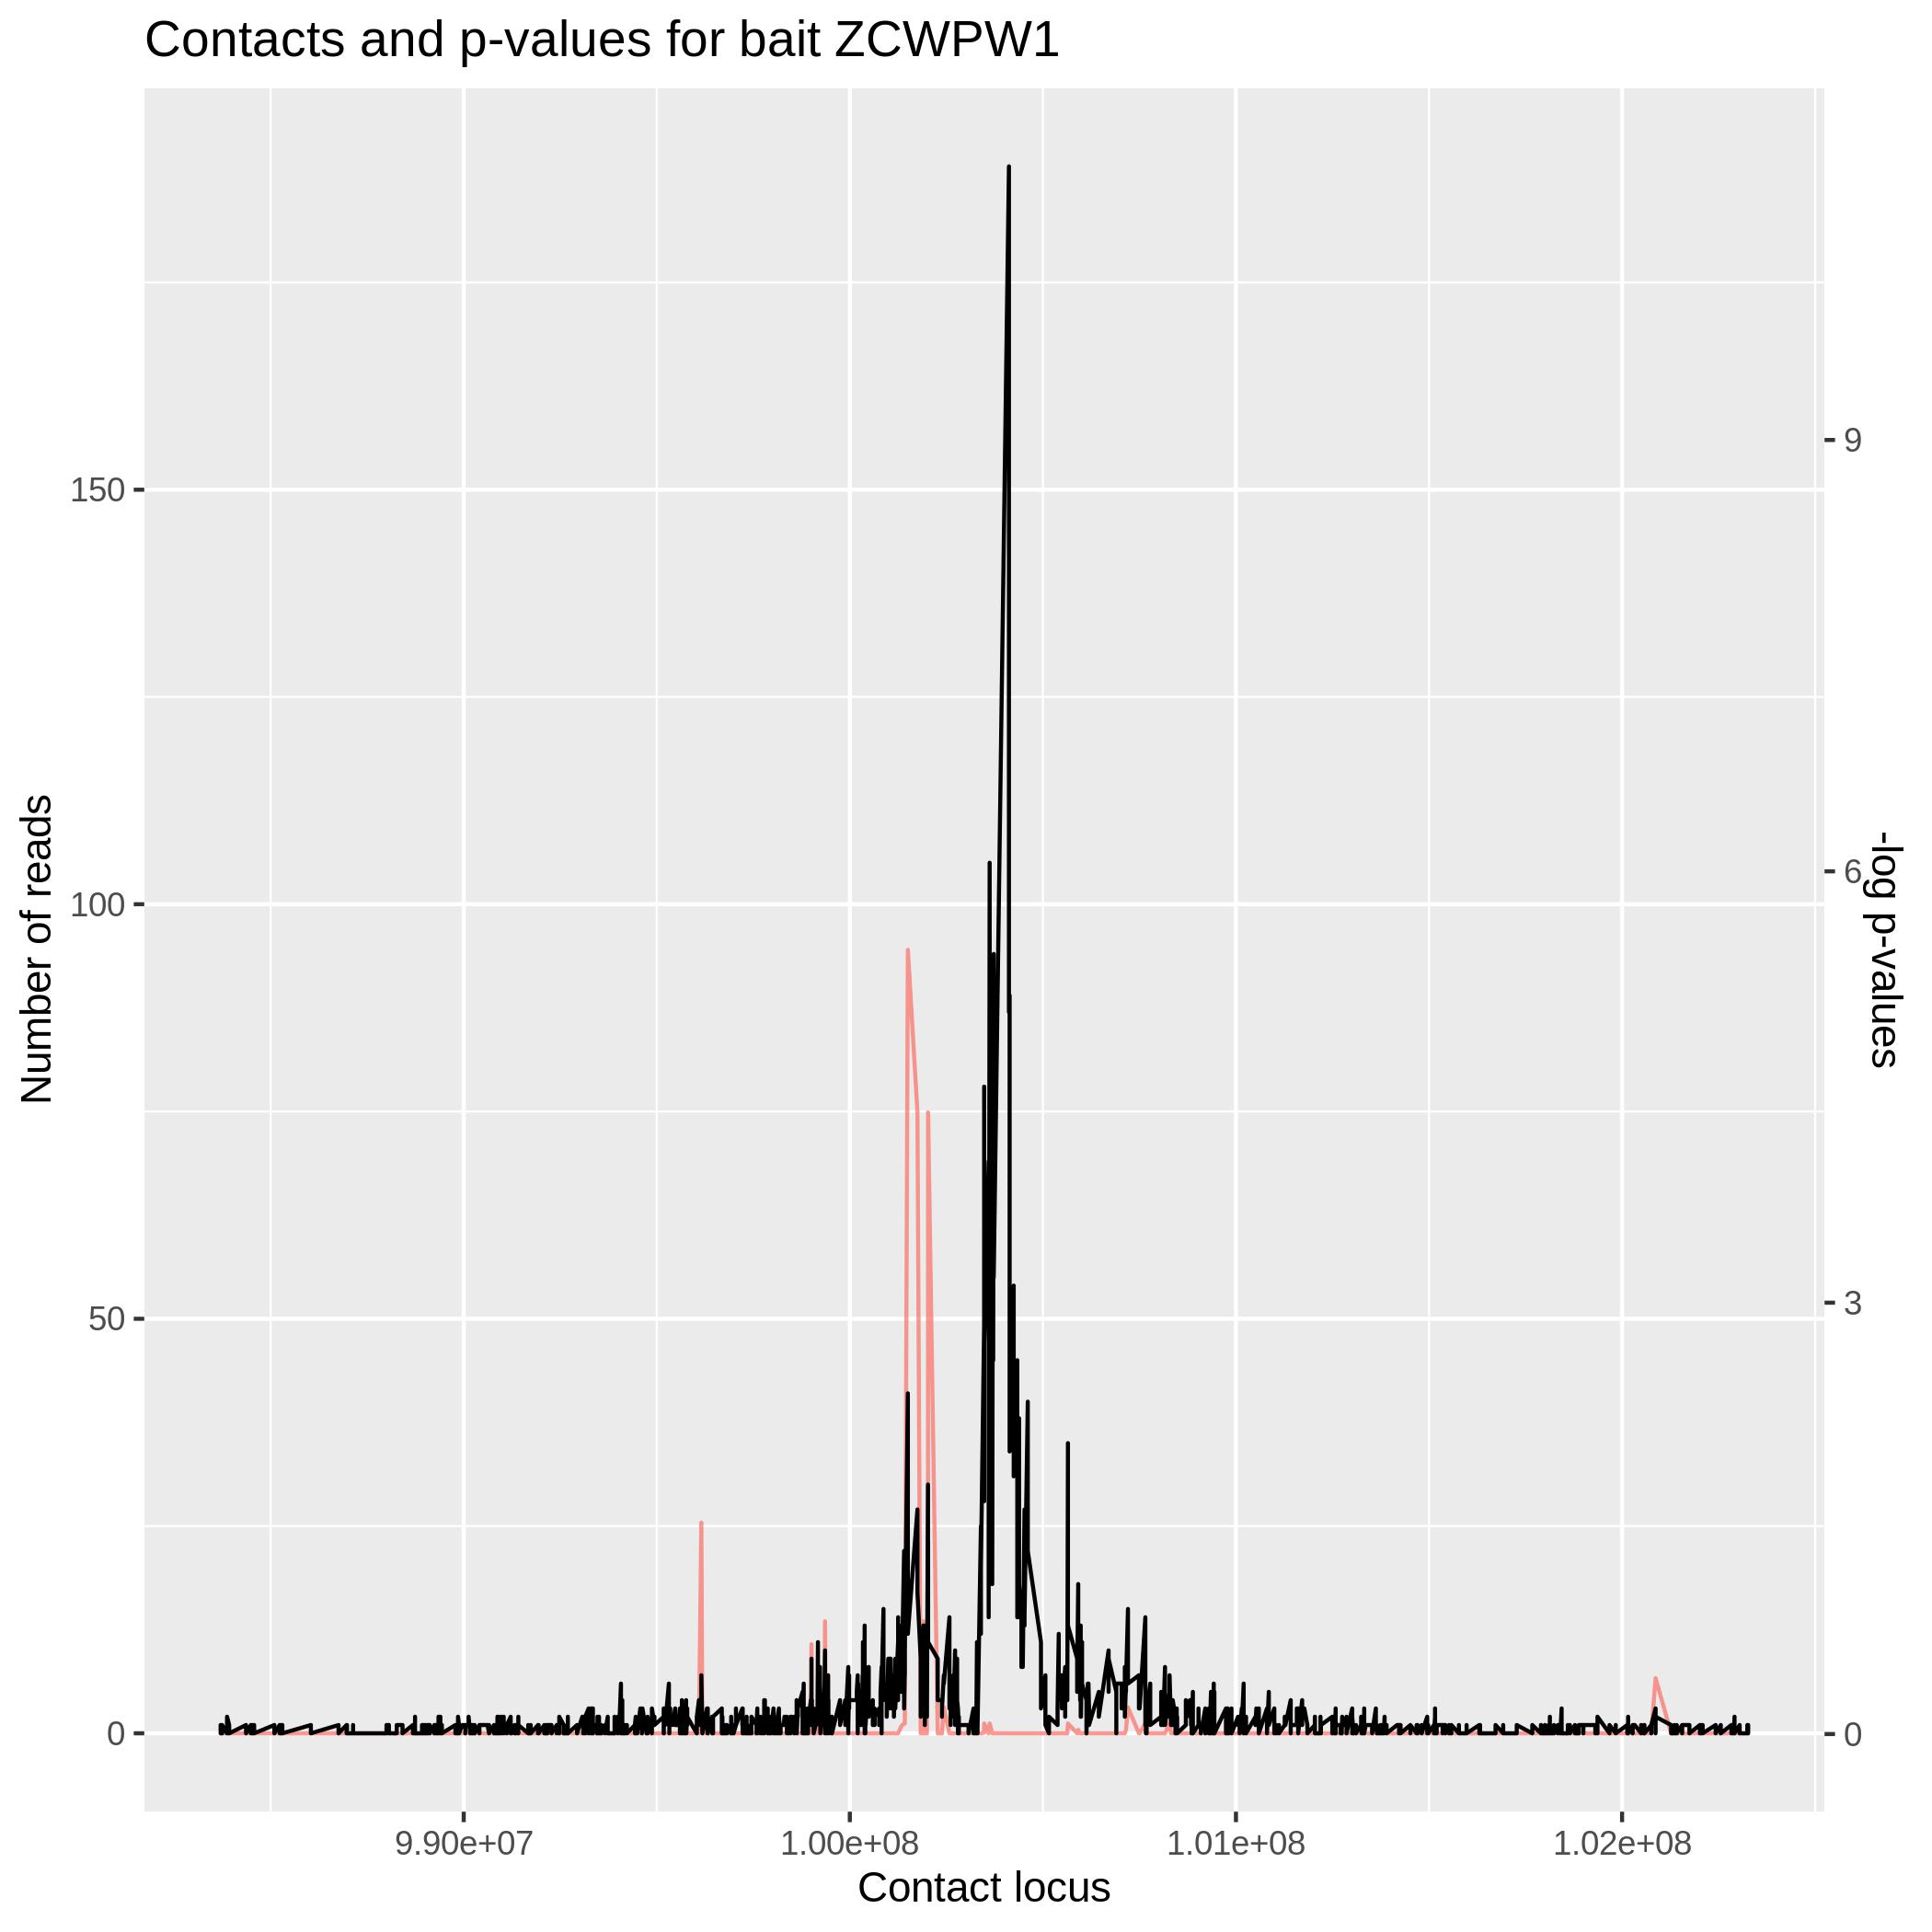 Contacts and p-values for bait ZCWPW1
Number of reads
150
100
50
0
9
6
3
0
-log p-values
9.90e+07
1.00e+08
1.01e+08
1.02e+08
Contact locus